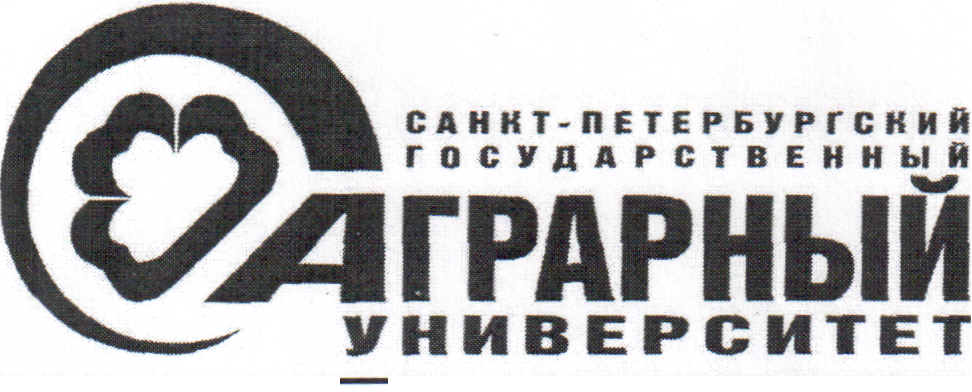 САНКТ-ПЕТЕРБУРГСКИЙ
ГОСУДАРСТВЕННЫЙ
АГРАРНЫЙ
УНИВЕРСИТЕТ